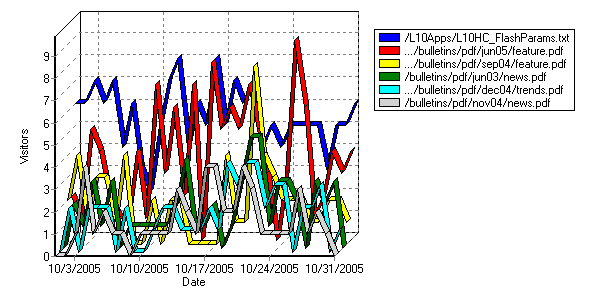 /L10Apps/L10HC_FlashParams.txt
.../bulletins/pdf/jun05/feature.pdf
.../bulletins/pdf/sep04/feature.pdf
/bulletins/pdf/jun03/news.pdf
.../bulletins/pdf/dec04/trends.pdf
/bulletins/pdf/nov04/news.pdf
Visitors
9
8
7
6
5
4
3
2
1
0
10/3/2005 10/10/2005 10/17/2005 10/24/2005 10/31/2005
Date